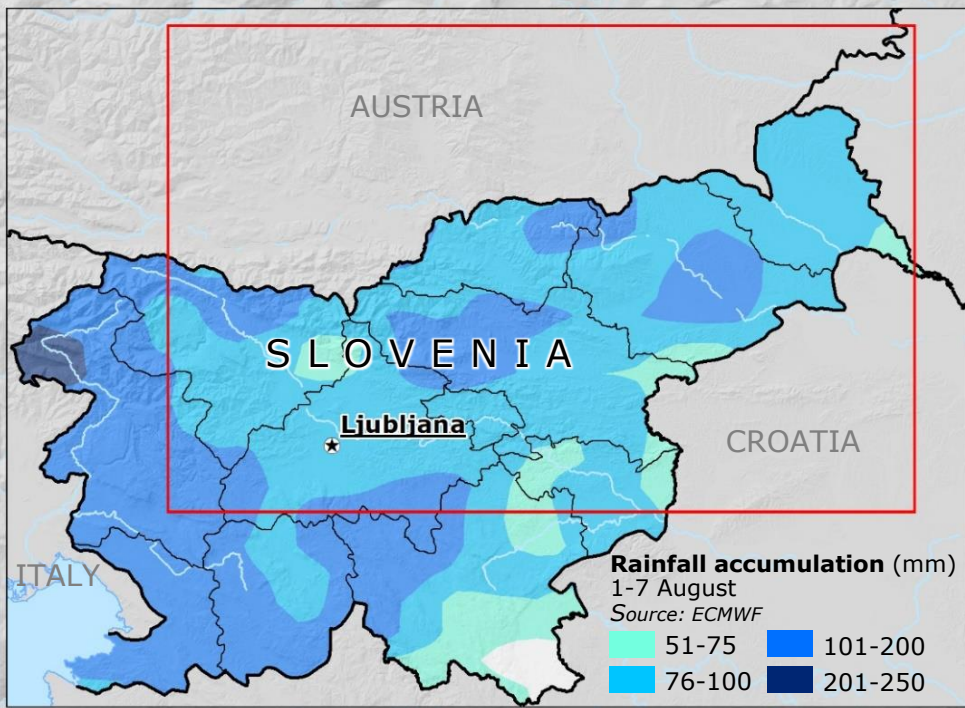 AUSTRIA
SLOVENIA
Ljubljana
CROATIA
ITALY
Rainfall accumulation (mm)
1-7 August
Source: ECMWF
51-75
101-200
76-100
201-250